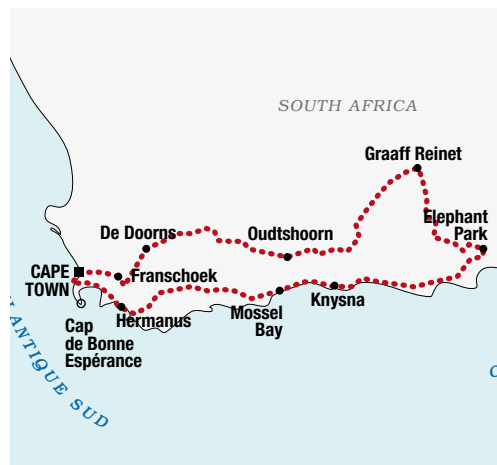 SOUTH AFRICA
Graaff Reinet
Elephant
Park
De Doorns
Oudtshoorn
CAPE
TOWN
Franschoek
Hermanus
Mossel
Bay
Knysna
Cap
de Bonne
Espérance
LANTIQUE SUD